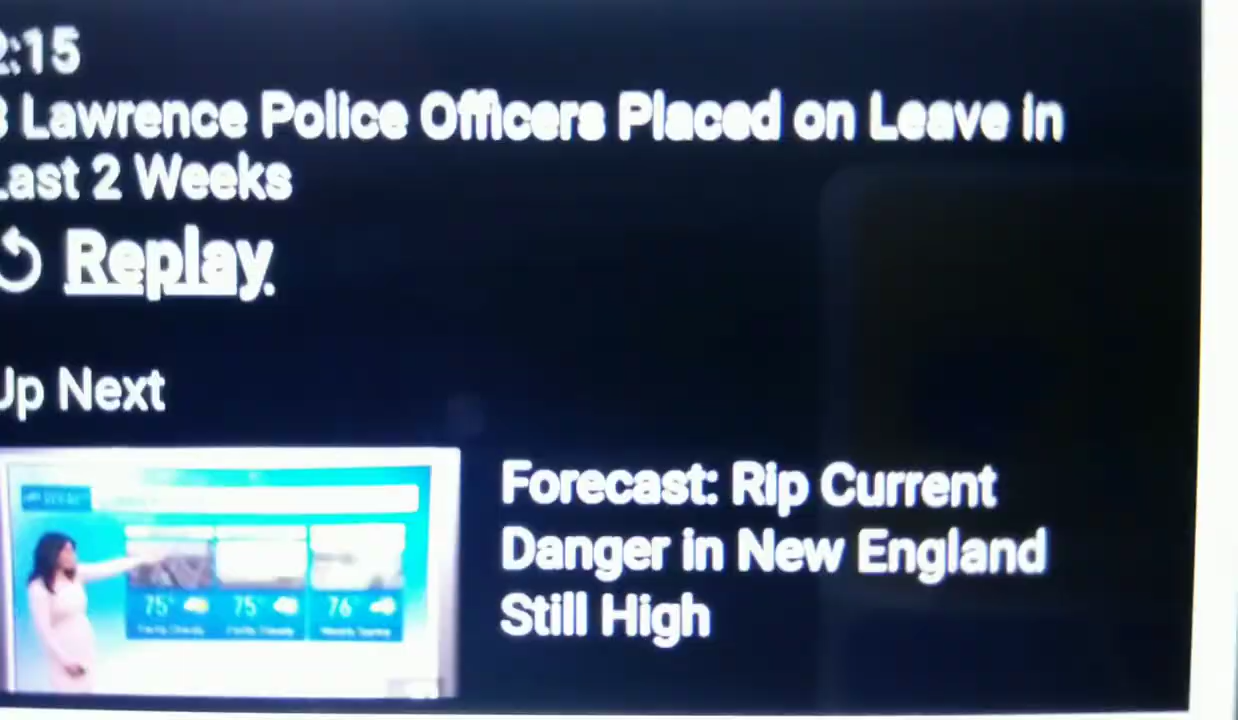 2:15
3 Lawrence Police Officers Placed on Leave in
Last 2 Weeks
Replay
Up Next
Forecast: Rip Current
Danger in New England
Still High
75° 75° 76°